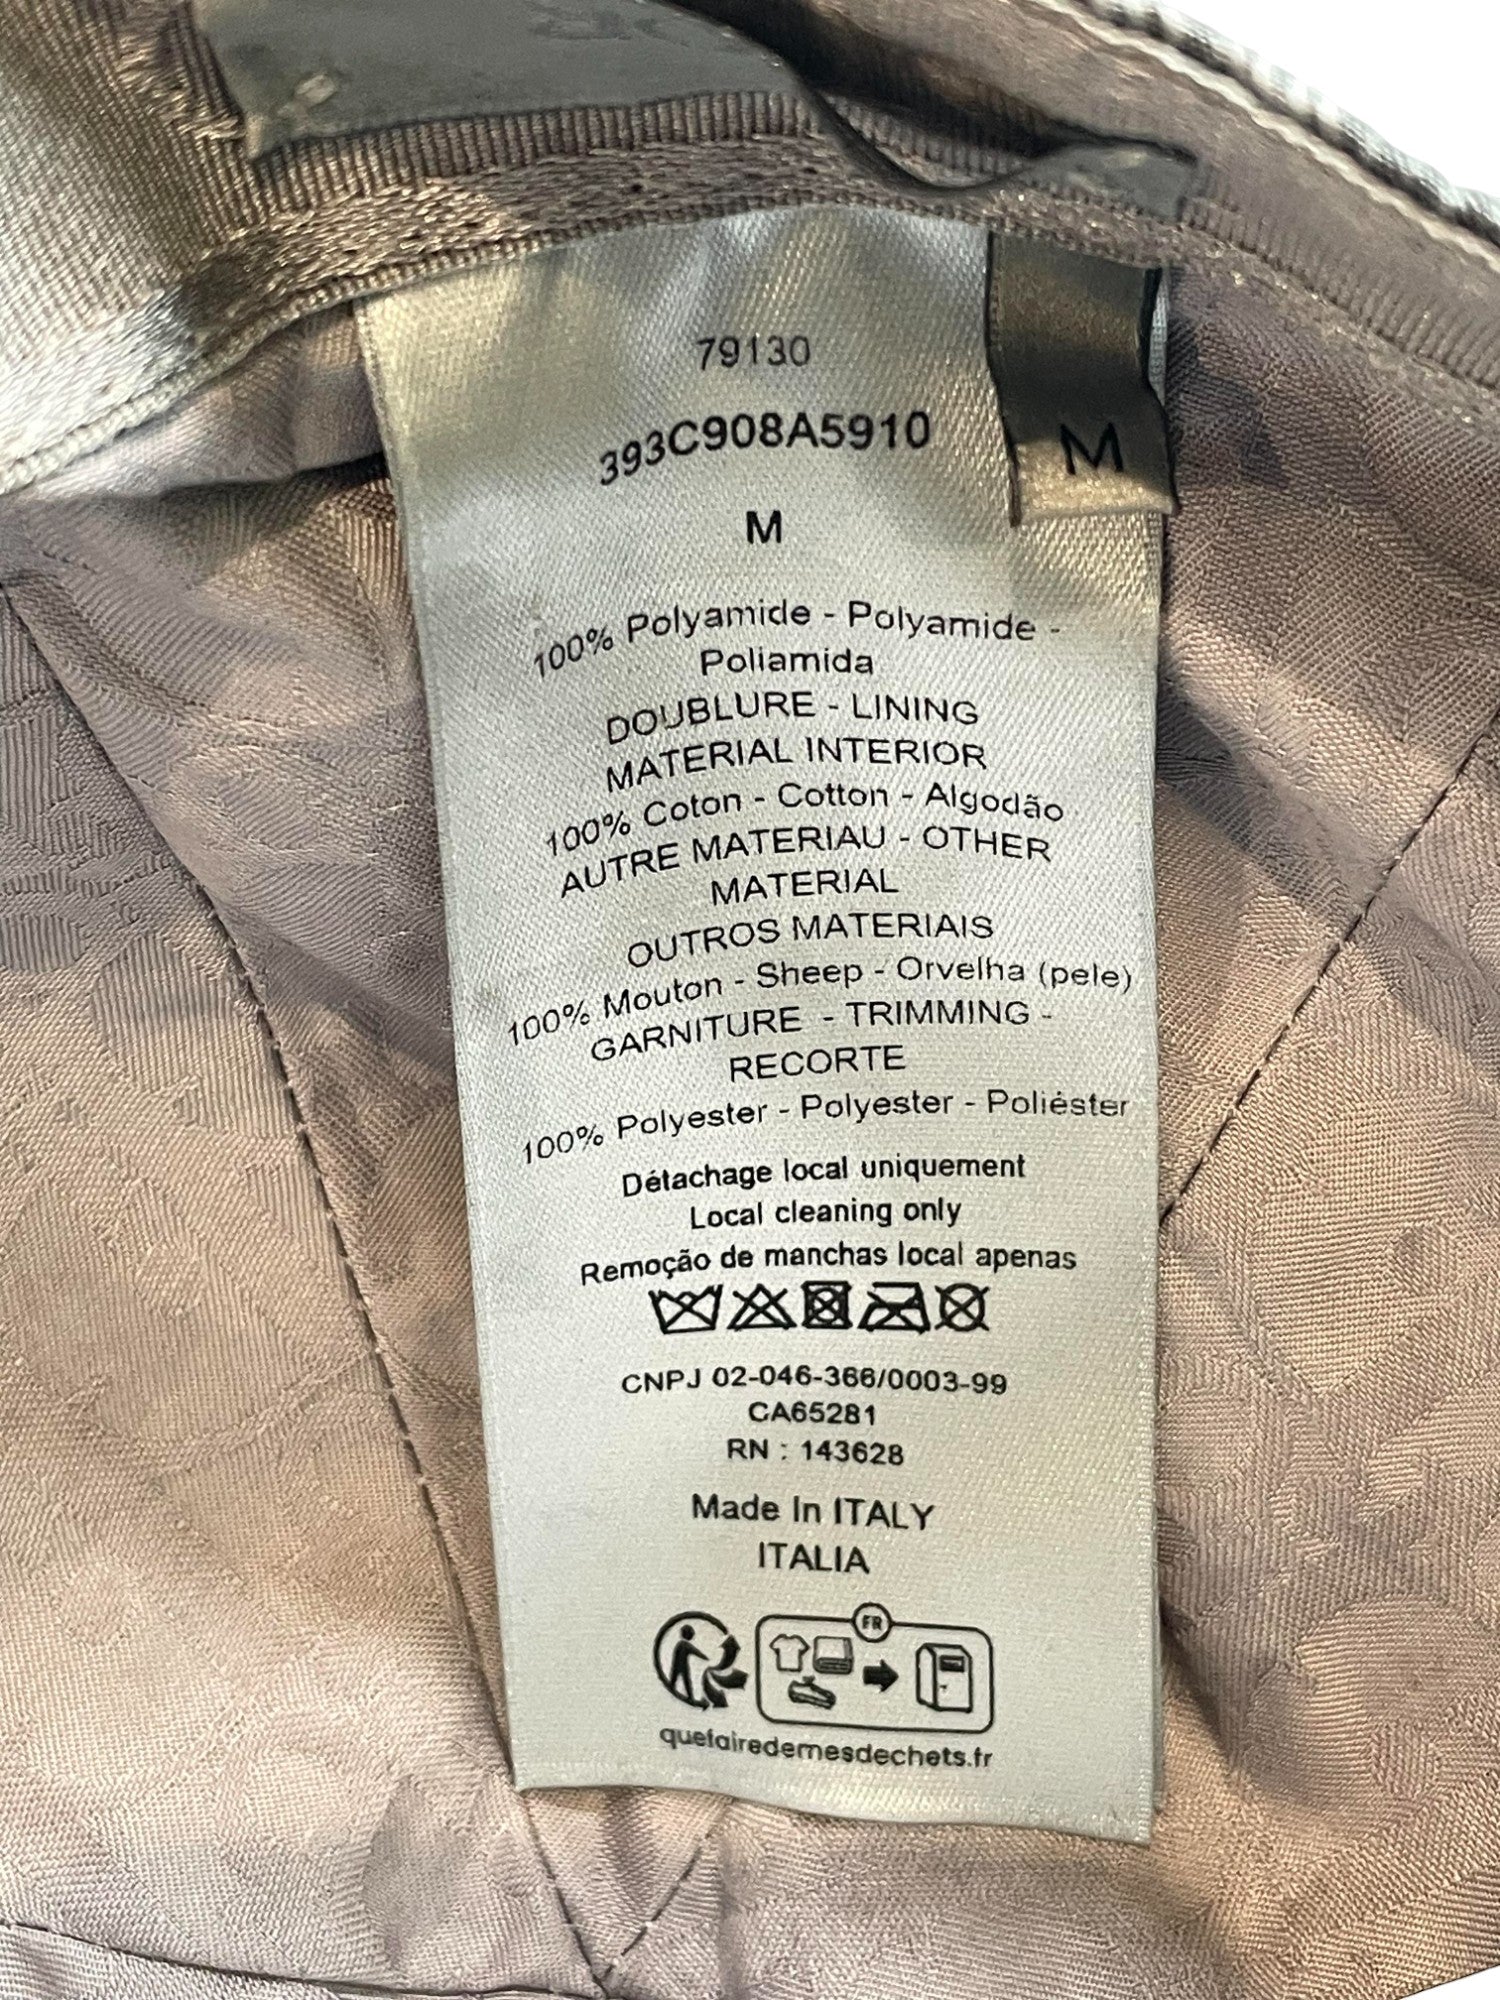 79130
393C908A5910
M
M
100% Polyamide - Polyamide -
Poliamida
DOUBLURE - LINING
MATERIAL INTERIOR
100% Coton - Cotton - Algodão
AUTRE MATERIAU - OTHER
MATERIAL
OUTROS MATERIAIS
100% Mouton - Sheep - Orvelha (pele)
GARNITURE - TRIMMING -
RECORTE
100% Polyester - Polyester - Poliéster
Détachage local uniquement
Local cleaning only
Remoção de manchas local apenas
CNPJ 02-046-366/0003-99
CA65281
RN : 143628
Made In ITALY
ITALIA
FR
quefairedemesdechets.fr